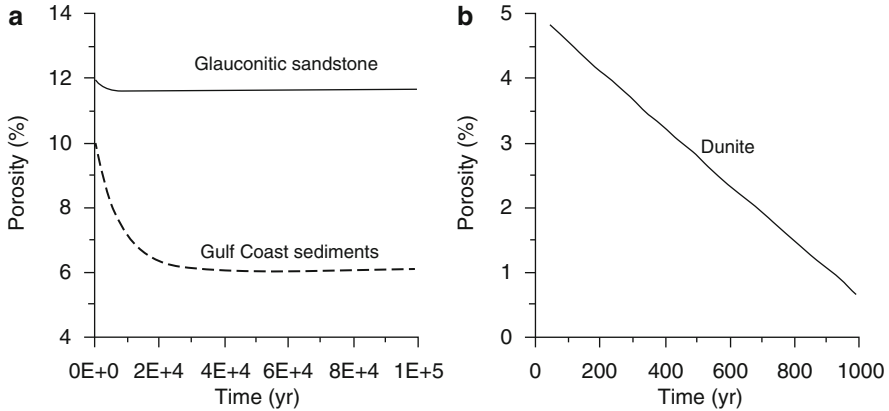 a
14
12
10
8
6
4
Porosity (%)
Glauconitic sandstone
Gulf Coast sediments
0E+0 2E+4 4E+4 6E+4 8E+4 1E+5
Time (yr)
b
5
4
3
2
1
0
Porosity (%)
Dunite
0 200 400 600 800 1000
Time (yr)